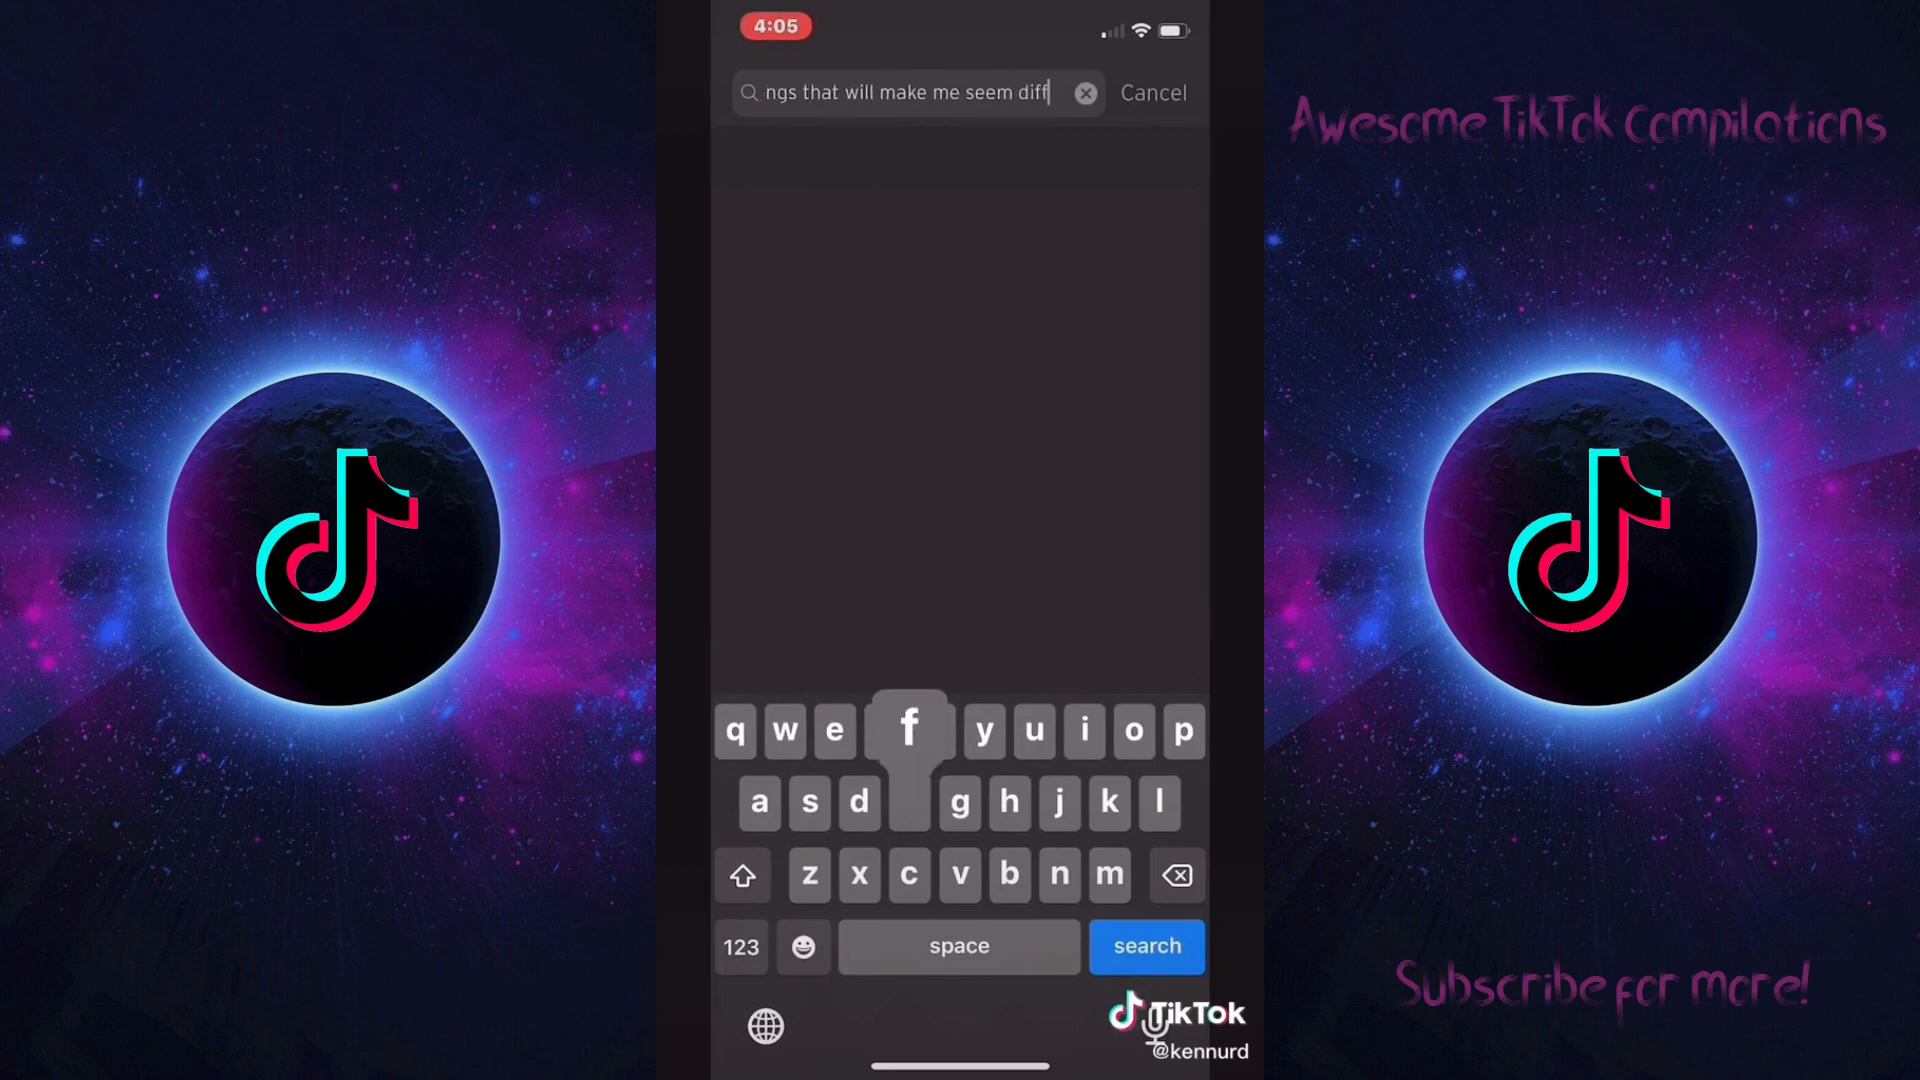 4:05
ngs that will make me seem diff
Cancel
Awesome TikTok Compilations
q w e f y u i o p
a s d g h j k l
z x c v b n m
123
space
search
TikTok
@kennurd
Subscribe for more!